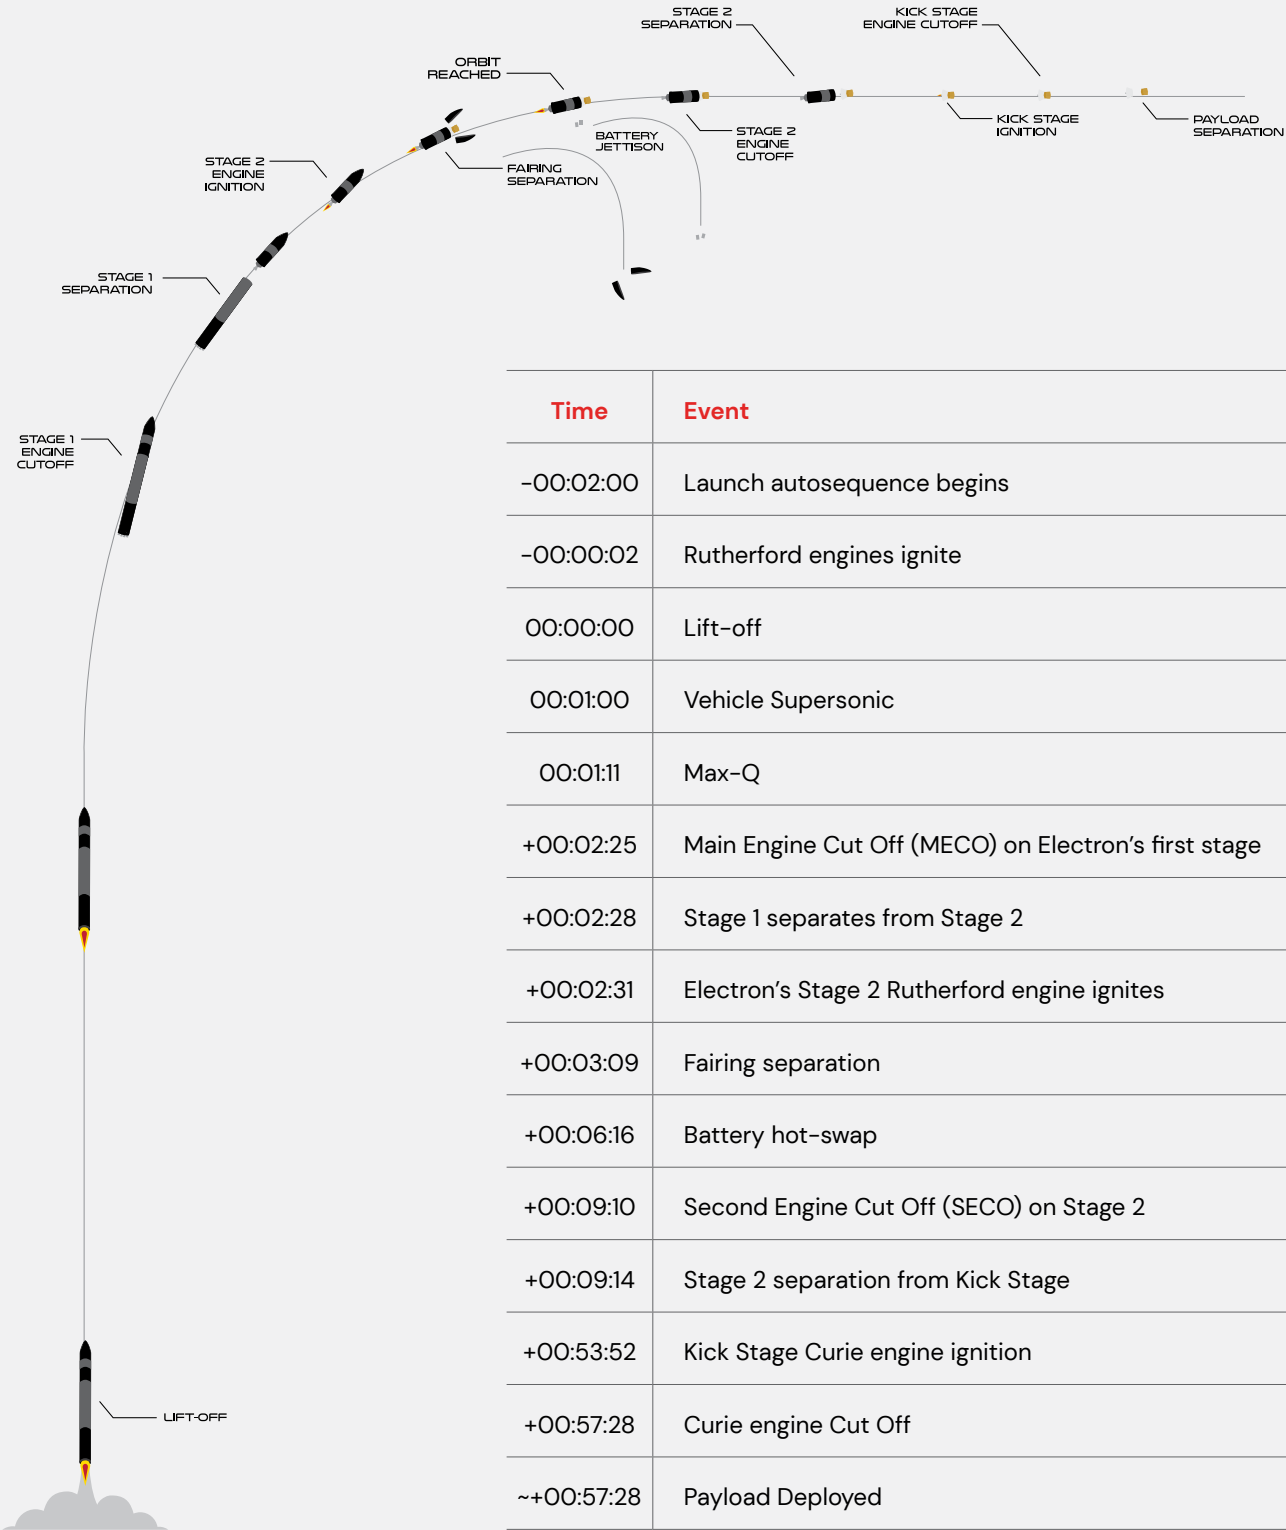 STAGE 2
SEPARATION
KICK STAGE
ENGINE CUTOFF
ORBIT
REACHED
BATTERY
JETTISON
STAGE 2
ENGINE
CUTOFF
KICK STAGE
IGNITION
PAYLOAD
SEPARATION
STAGE 2
ENGINE
IGNITION
FAIRING
SEPARATION
STAGE 1
SEPARATION
STAGE 1
ENGINE
CUTOFF
LIFT-OFF
Time Event
-00:02:00 Launch autosequence begins
-00:00:02 Rutherford engines ignite
00:00:00 Lift-off
00:01:00 Vehicle Supersonic
00:01:11 Max-Q
+00:02:25 Main Engine Cut Off (MECO) on Electron’s first stage
+00:02:28 Stage 1 separates from Stage 2
+00:02:31 Electron’s Stage 2 Rutherford engine ignites
+00:03:09 Fairing separation
+00:06:16 Battery hot-swap
+00:09:10 Second Engine Cut Off (SECO) on Stage 2
+00:09:14 Stage 2 separation from Kick Stage
+00:53:52 Kick Stage Curie engine ignition
+00:57:28 Curie engine Cut Off
~+00:57:28 Payload Deployed